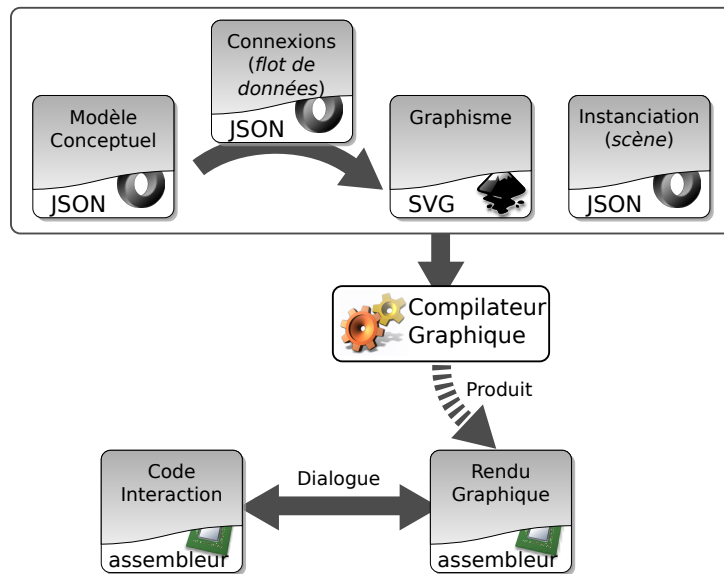 Connexions
(flot de
données)
JSON
Modèle
Conceptuel
JSON
Graphisme
SVG
Instanciation
(scène)
JSON
Compilateur
Graphique
Produit
Code
Interaction
assembleur
Dialogue
Rendu
Graphique
assembleur